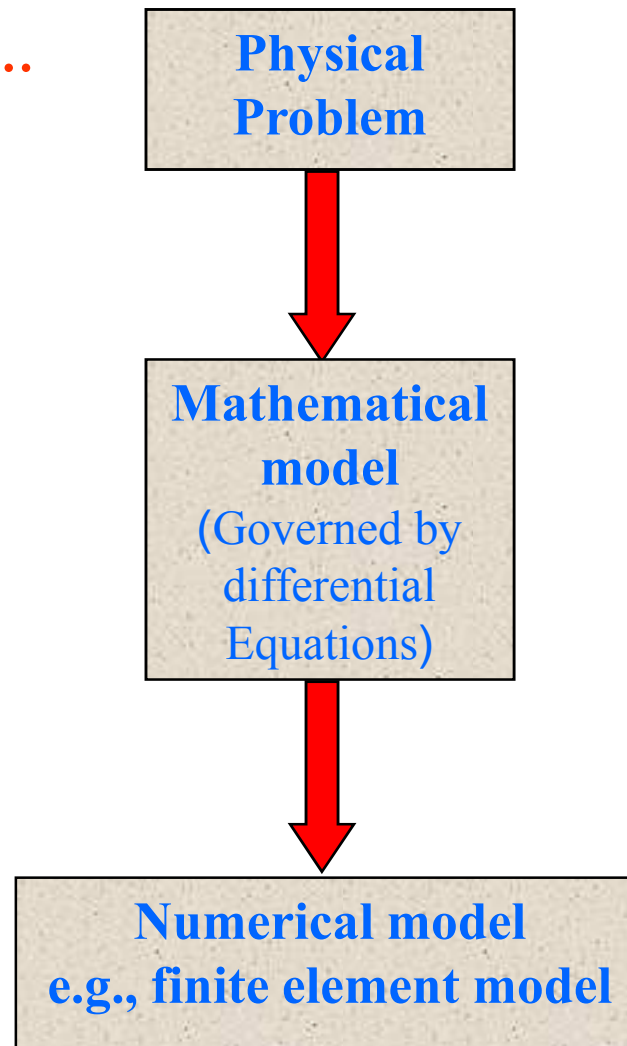 ..
Physical
Problem
Mathematical
model
(Governed by
differential
Equations)
Numerical model
e.g., finite element model